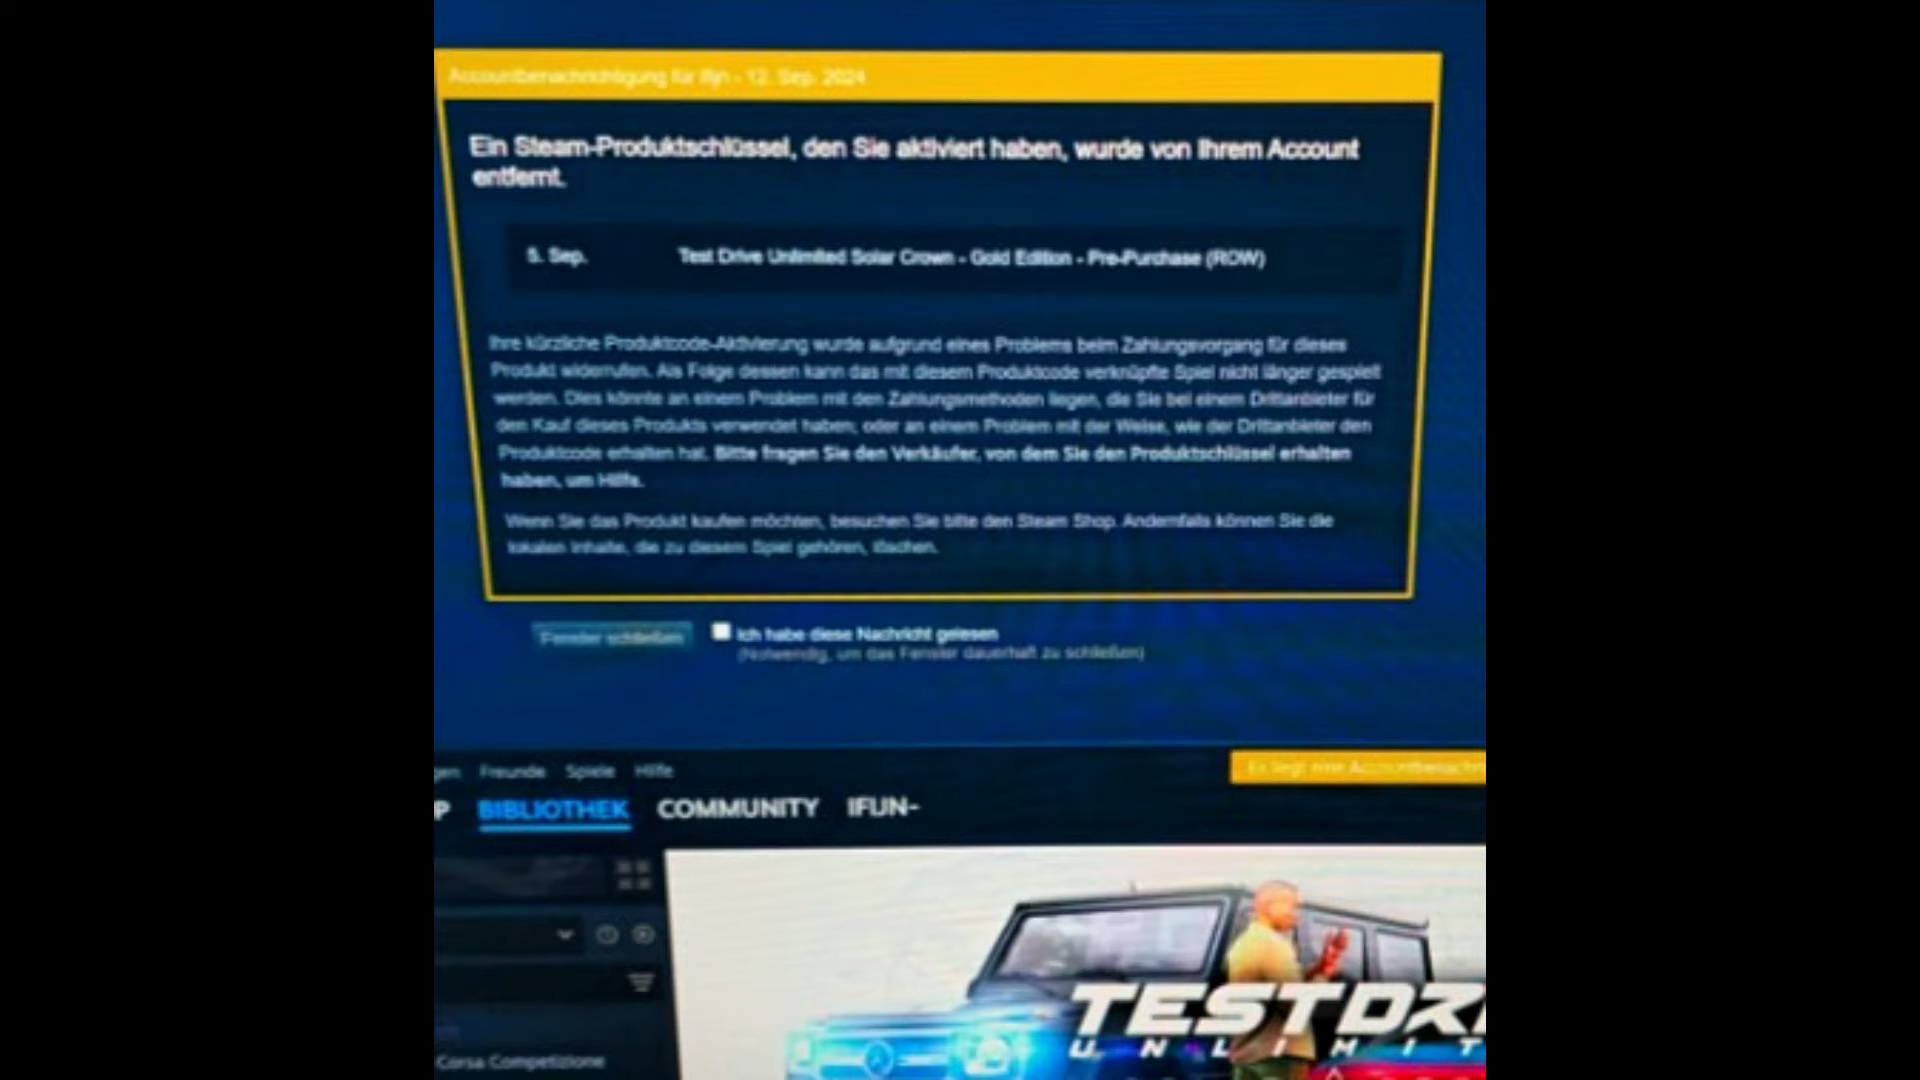 Accountbenachrichtigung für ifijn - 12. Sep. 2024
Ein Steam-Produktschlüssel, den Sie aktiviert haben, wurde von Ihrem Account
entfernt.
5. Sep. Test Drive Unlimited Solar Crown - Gold Edition - Pre-Purchase (ROW)
Ihre kürzliche Produktcode-Aktivierung wurde aufgrund eines Problems beim Zahlungsvorgang für dieses
Produkt widerrufen. Als Folge dessen kann das mit diesem Produktcode verknüpfte Spiel nicht länger gespielt
werden. Dies könnte an einem Problem mit den Zahlungsmethoden liegen, die Sie bei einem Drittanbieter für
den Kauf dieses Produkts verwendet haben, oder an einem Problem mit der Weise, wie der Drittanbieter den
Produktcode erhalten hat. Bitte fragen Sie den Verkäufer, von dem Sie den Produktschlüssel erhalten
haben, um Hilfe.
Wenn Sie das Produkt kaufen möchten, besuchen Sie bitte den Steam Shop. Andernfalls können Sie die
lokalen Inhalte, die zu diesem Spiel gehören, löschen.
Fenster schließen Ich habe diese Nachricht gelesen
(Notwendig, um das Fenster dauerhaft zu schließen)
gen Freunde Spiele Hilfe Es liegt eine Accountbenachri
P BIBLIOTHEK COMMUNITY IFIJN-
TEST DRI
UNLIMIT
Corsa Competizione